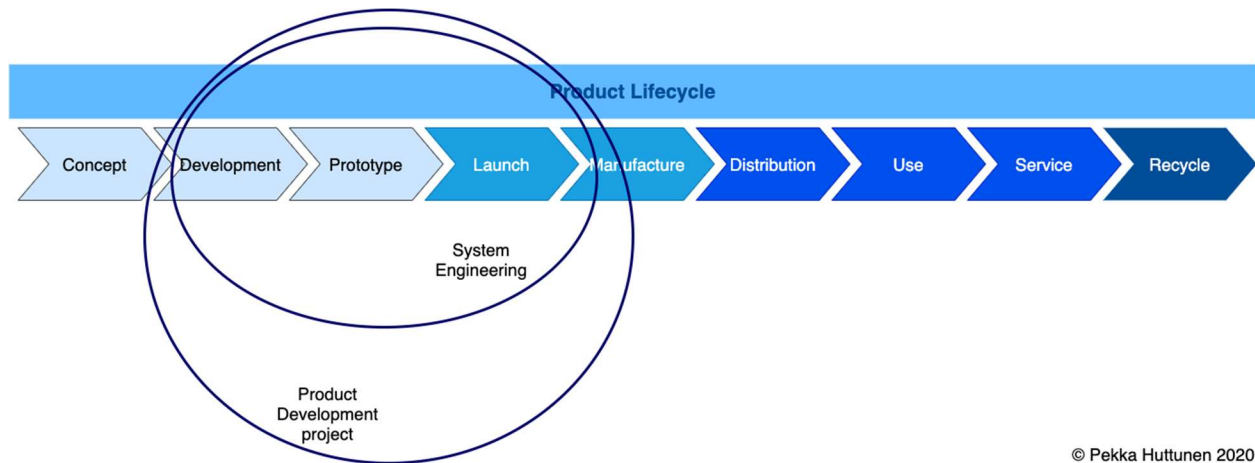 Product Lifecycle
Concept
Development
Prototype
Launch
Manufacture
Distribution
Use
Service
Recycle
System
Engineering
Product
Development
project
© Pekka Huttunen 2020